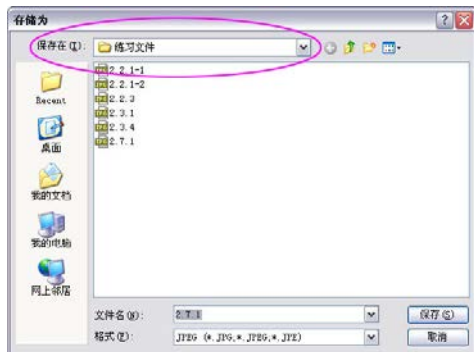 存储为
保存在(I): 练习文件
2.2.1-1
2.2.1-2
2.2.3
2.3.1
2.3.4
2.7.1
Recent
桌面
我的文档
我的电脑
网上邻居
文件名(N): 2.7.1 保存(S)
格式(F): JPEG (*.JPG,*.JPEG,*.JPE) 取消